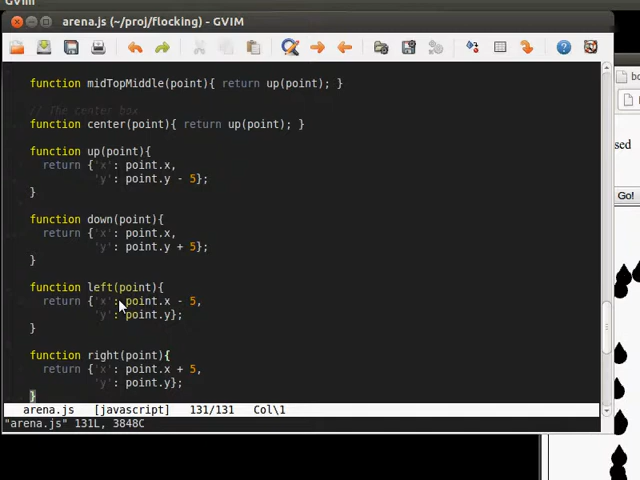 GVim
arena.js (~/proj/flocking) - GVIM
function midTopMiddle(point){ return up(point); }
// The center box
function center(point){ return up(point); }
function up(point){
return {'x': point.x,
'y': point.y - 5};
}
function down(point){
return {'x': point.x,
'y': point.y + 5};
}
function left(point){
return {'x': point.x - 5,
'y': point.y};
}
function right(point){
return {'x': point.x + 5,
'y': point.y};
}
arena.js [javascript] 131/131 Col\1
"arena.js" 131L, 3848C
bo
sed
Go!